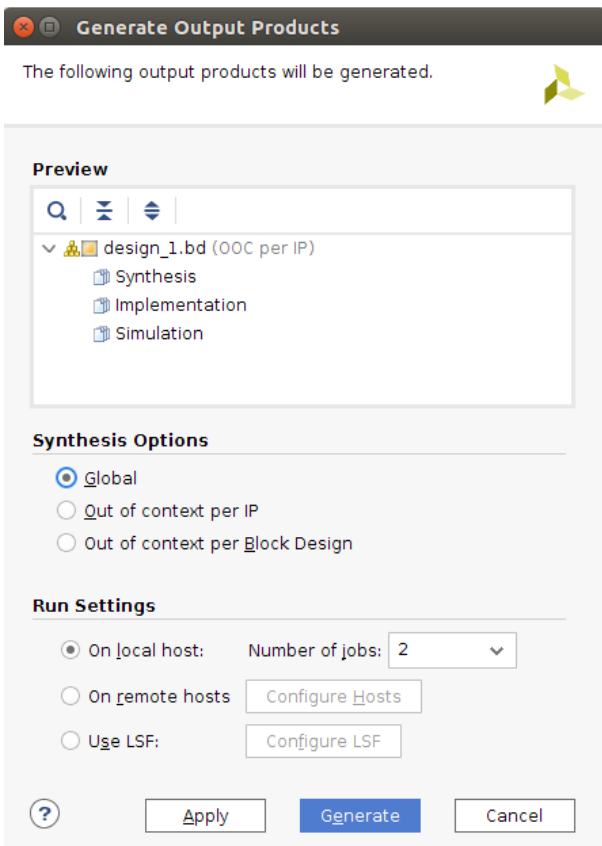 Generate Output Products
The following output products will be generated.
Preview
design_1.bd (OOC per IP)
Synthesis
Implementation
Simulation
Synthesis Options
Global
Out of context per IP
Out of context per Block Design
Run Settings
On local host: Number of jobs: 2
On remote hosts Configure Hosts
Use LSF: Configure LSF
? Apply Generate Cancel